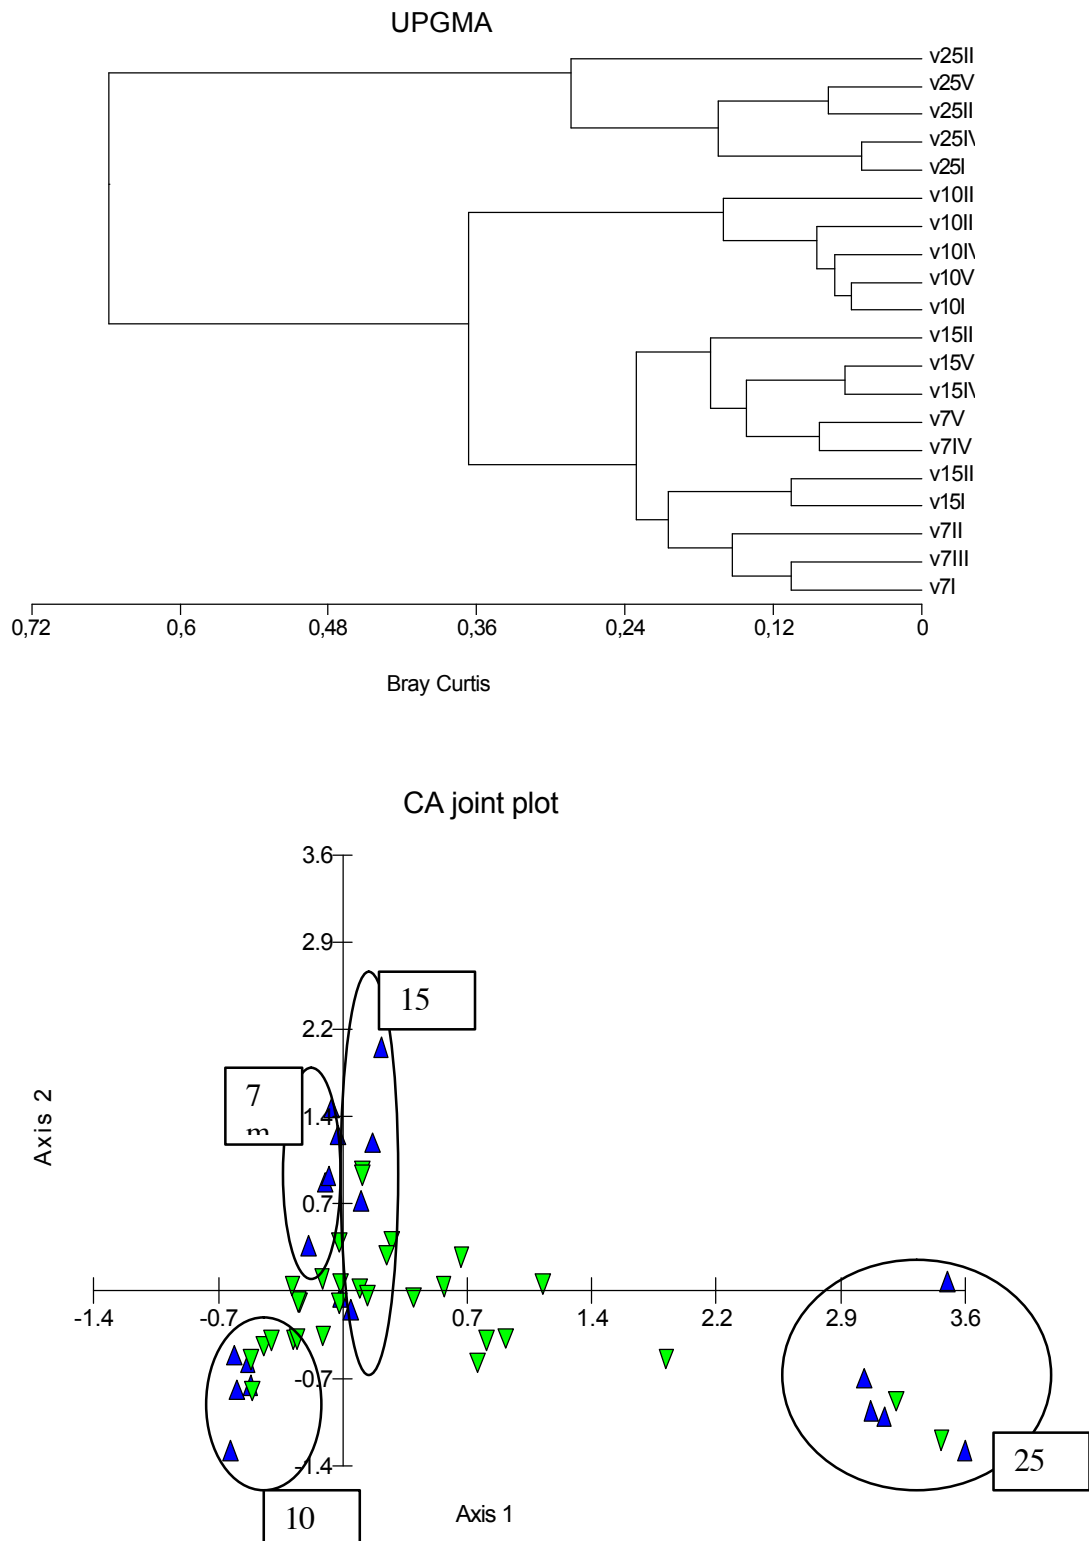 UPGMA
v25II
v25V
v25II
v25IV
v25I
v10II
v10II
v10IV
v10V
v10I
v15II
v15V
v15IV
v7V
v7IV
v15II
v15I
v7II
v7III
v7I
0,72 0,6 0,48 0,36 0,24 0,12 0
Bray Curtis
CA joint plot
3.6
2.9
15
2.2
7
m
1.4
0.7
-1.4 -0.7 0.7 1.4 2.2 2.9 3.6
-0.7
-1.4
25
10
Axis 2
Axis 1